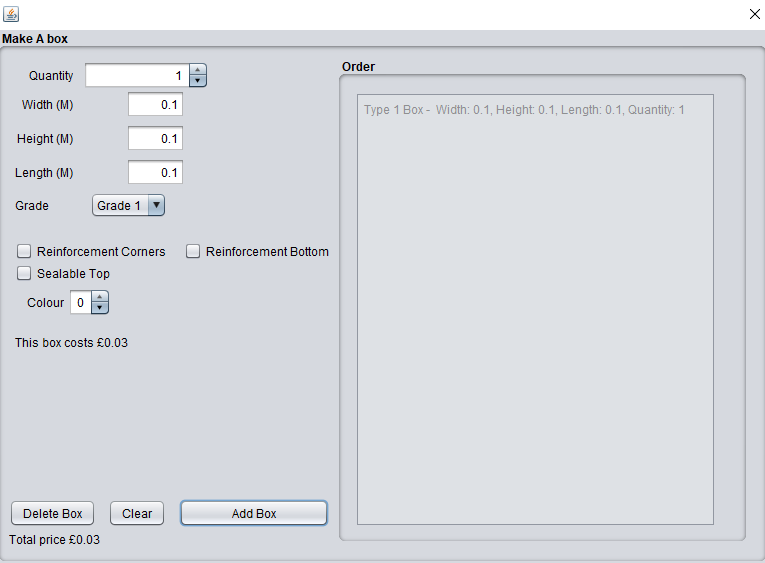 Make A box
Quantity 1
Width (M) 0.1
Height (M) 0.1
Length (M) 0.1
Grade Grade 1
Reinforcement Corners Reinforcement Bottom
Sealable Top
Colour 0
This box costs £0.03
Delete Box Clear Add Box
Total price £0.03
Order
Type 1 Box - Width: 0.1, Height: 0.1, Length: 0.1, Quantity: 1